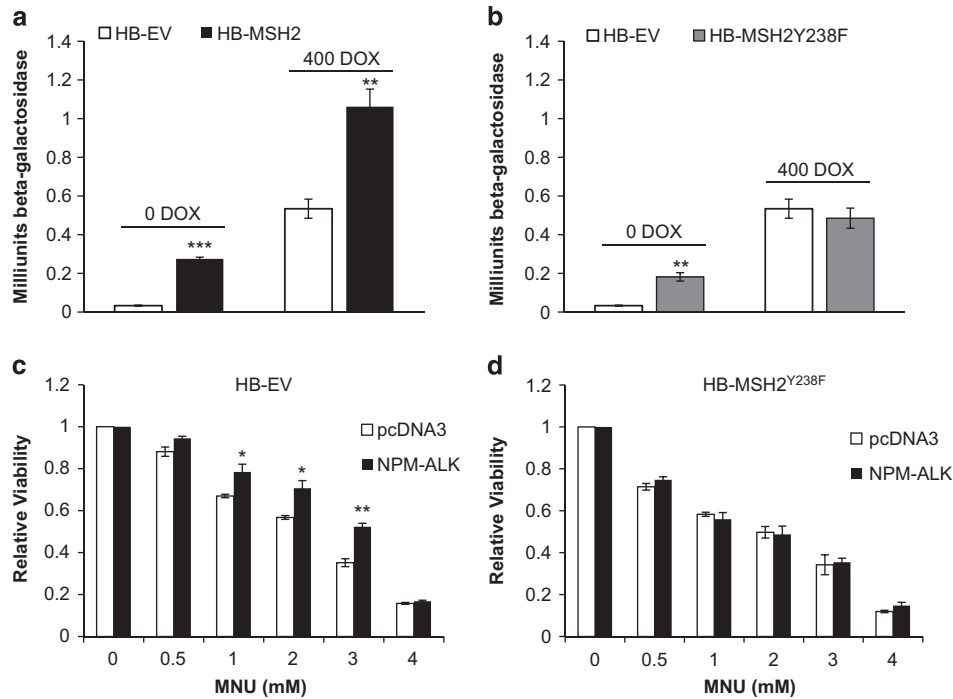 a
HB-EV HB-MSH2
Milliunits beta-galactosidase
1.4
1.2
1
0.8
0.6
0.4
0.2
0
0 DOX
***
400 DOX
**
b
HB-EV HB-MSH2Y238F
Milliunits beta-galactosidase
1.4
1.2
1
0.8
0.6
0.4
0.2
0
0 DOX
**
400 DOX
c
HB-EV
Relative Viability
1.2
1
0.8
0.6
0.4
0.2
0
pcDNA3
NPM-ALK
*
*
**
0 0.5 1 2 3 4
MNU (mM)
d
HB-MSH2Y238F
Relative Viability
1.2
1
0.8
0.6
0.4
0.2
0
pcDNA3
NPM-ALK
0 0.5 1 2 3 4
MNU (mM)